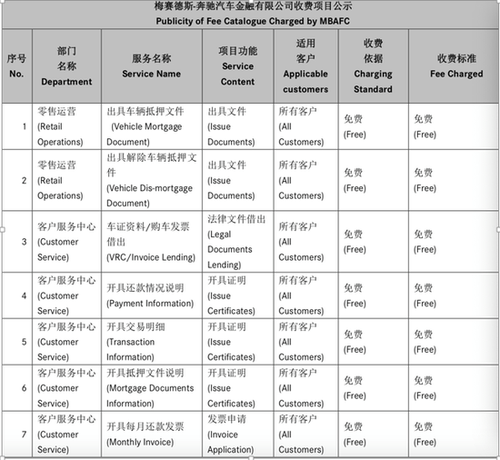 梅赛德斯-奔驰汽车金融有限公司收费项目公示
Publicity of Fee Catalogue Charged by MBAFC
序号
No.
部门
名称
Department
服务名称
Service Name
项目功能
Service
Content
适用
客户
Applicable
customers
收费
依据
Charging
Standard
收费标准
Fee Charged
1
零售运营
(Retail
Operations)
出具车辆抵押文件
(Vehicle Mortgage
Document)
出具文件
(Issue
Documents)
所有客户
(All
Customers)
免费
(Free)
免费
(Free)
2
零售运营
(Retail
Operations)
出具解除车辆抵押文
件
(Vehicle Dis-mortgage
Document)
出具文件
(Issue
Documents)
所有客户
(All
Customers)
免费
(Free)
免费
(Free)
3
客户服务中心
(Customer
Service)
车证资料/购车发票
借出
(VRC/Invoice Lending)
法律文件借出
(Legal
Documents
Lending)
所有客户
(All
Customers)
免费
(Free)
免费
(Free)
4
客户服务中心
(Customer
Service)
开具还款情况说明
(Payment Information)
开具证明
(Issue
Certificates)
所有客户
(All
Customers)
免费
(Free)
免费
(Free)
5
客户服务中心
(Customer
Service)
开具交易明细
(Transaction
Information)
开具证明
(Issue
Certificates)
所有客户
(All
Customers)
免费
(Free)
免费
(Free)
6
客户服务中心
(Customer
Service)
开具抵押文件说明
(Mortgage Documents
Information)
开具证明
(Issue
Certificates)
所有客户
(All
Customers)
免费
(Free)
免费
(Free)
7
客户服务中心
(Customer
Service)
开具每月还款发票
(Monthly Invoice)
发票申请
(Invoice
Application)
所有客户
(All
Customers)
免费
(Free)
免费
(Free)